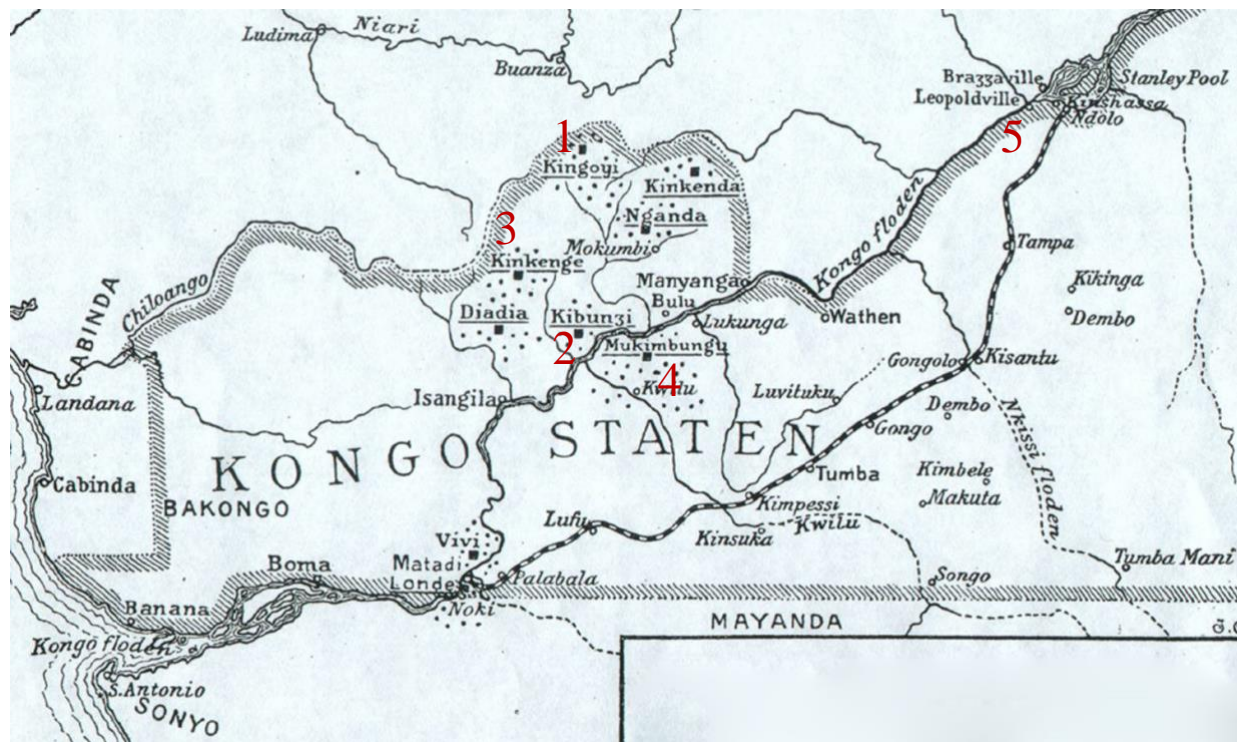 Niari
Ludima
Buanza
Brazzaville
Stanley Pool
Leopoldville
Kinshassa
Ndolo
1
5
Kingoyi
Kinkenda
Nganda
3
Mokumbi
Tampa
Kinkenge
Manyanga
Kongo floden
Kikinga
CABINDA
Chiloango
Djadia
Kibunzi
Bulu
Lukunga
Wathen
Dembo
2
Mukimbungu
Gongolo
Kisantu
4
Landana
Isangila
Luvituku
Dembo
KONGO STATEN
Gongo
Nkissi floden
Cabinda
Tumba
Kimbele
BAKONGO
Makuta
Kimpessi
Lufu
Kinsuka
Kwilu
Vivi
Matadi
Londe
Palabala
Boma
Tumba Mani
Songo
Banana
Noki
MAYANDA
Kongo floden
S. Antonio
SONYO